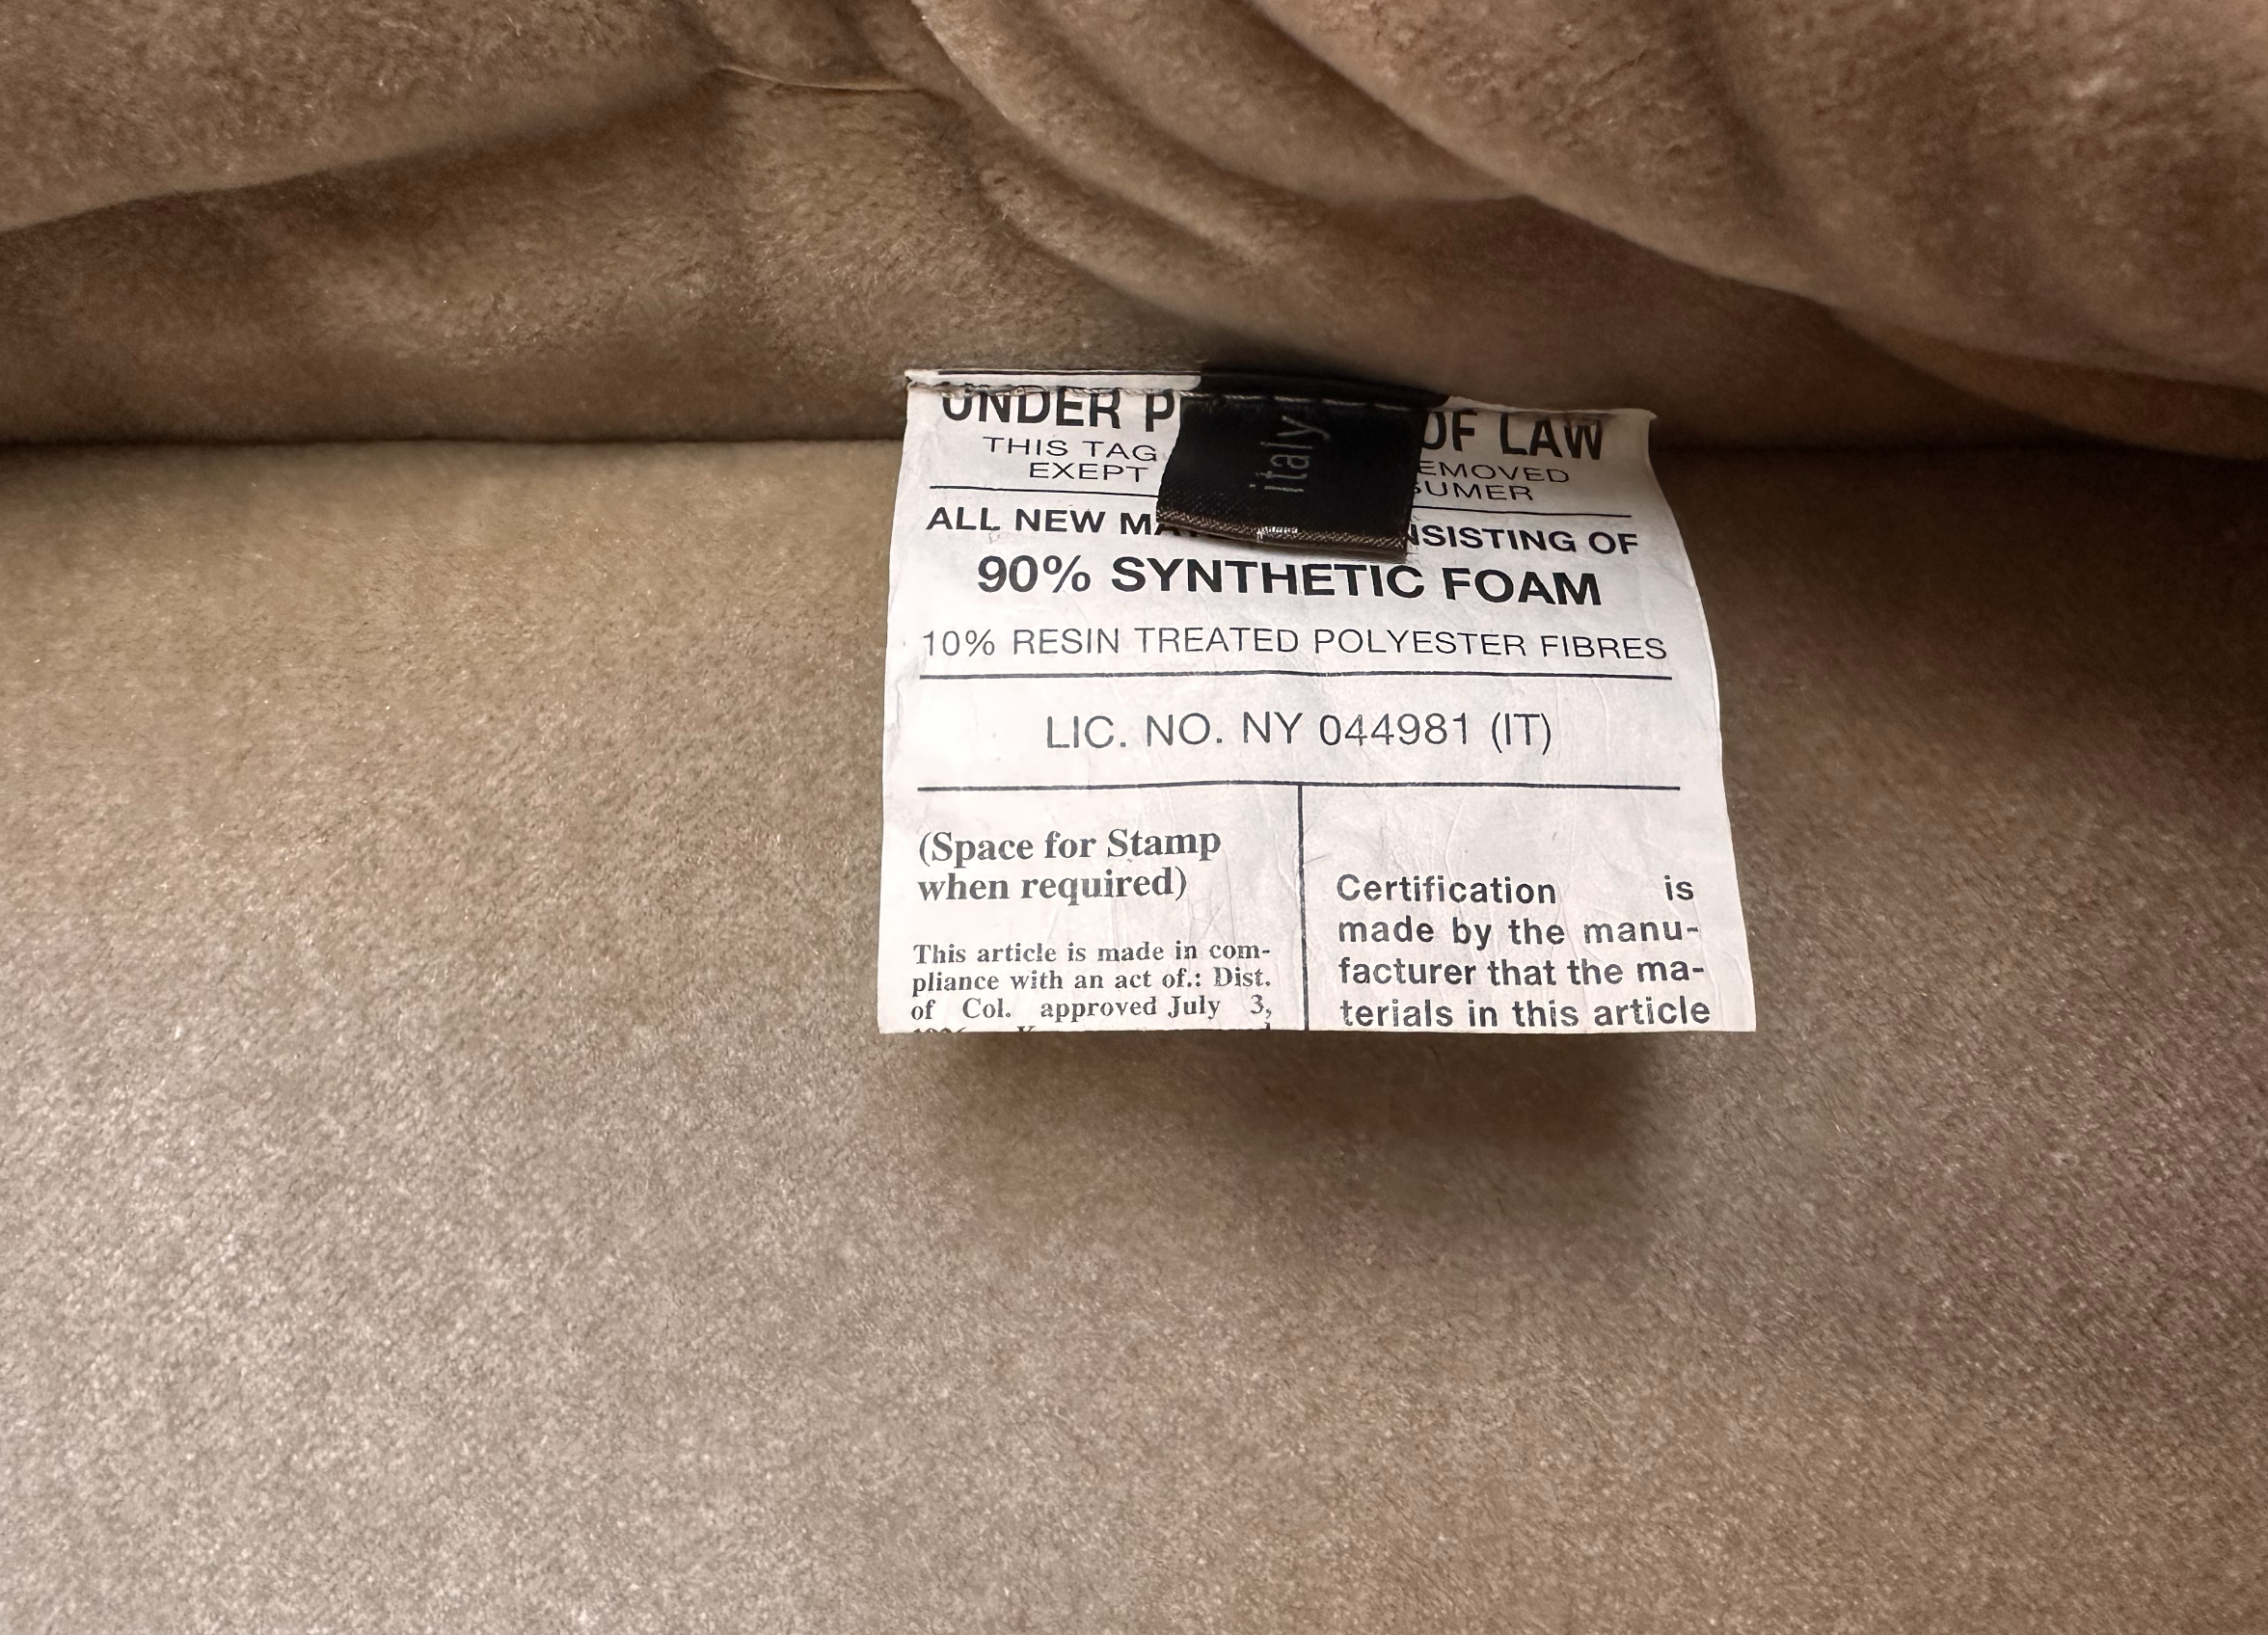 UNDER P OF LAW
THIS TAG EMOVED
EXEPT SUMER
italy
ALL NEW MA NSISTING OF
90% SYNTHETIC FOAM
10% RESIN TREATED POLYESTER FIBRES
LIC. NO. NY 044981 (IT)
(Space for Stamp
when required)
This article is made in com-
pliance with an act of.: Dist.
of Col. approved July 3,
Certification is
made by the manu-
facturer that the ma-
terials in this article